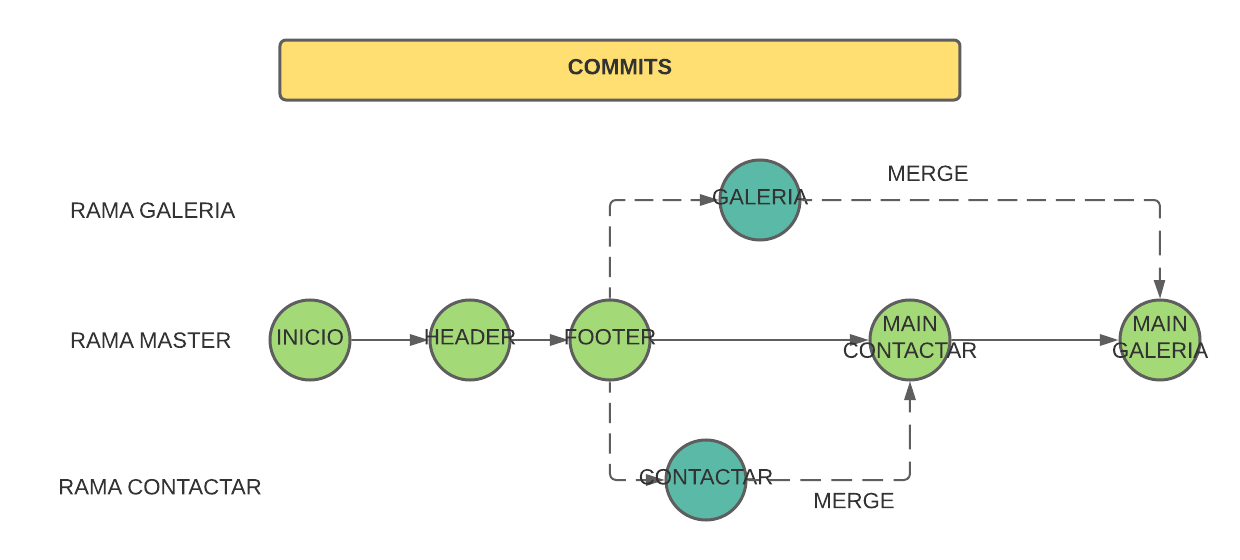 COMMITS
MERGE
GALERIA
RAMA GALERIA
RAMA MASTER
INICIO
HEADER
FOOTER
MAIN
CONTACTAR
MAIN
GALERIA
RAMA CONTACTAR
CONTACTAR
MERGE